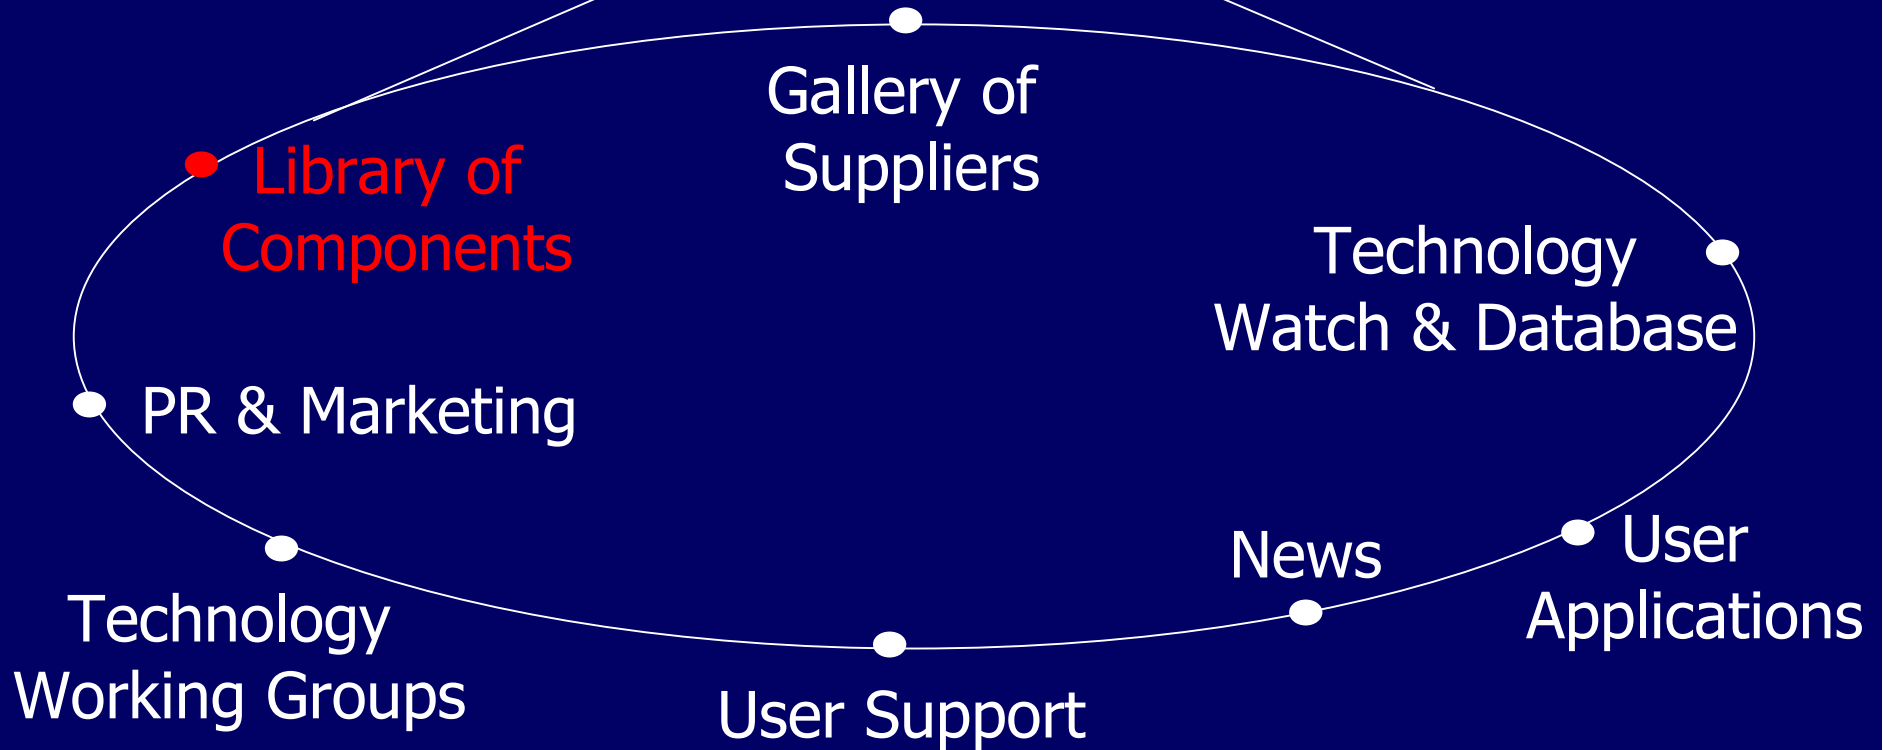 Gallery of
Suppliers
Library of
Components
Technology
Watch & Database
PR & Marketing
News
User
Applications
Technology
Working Groups
User Support